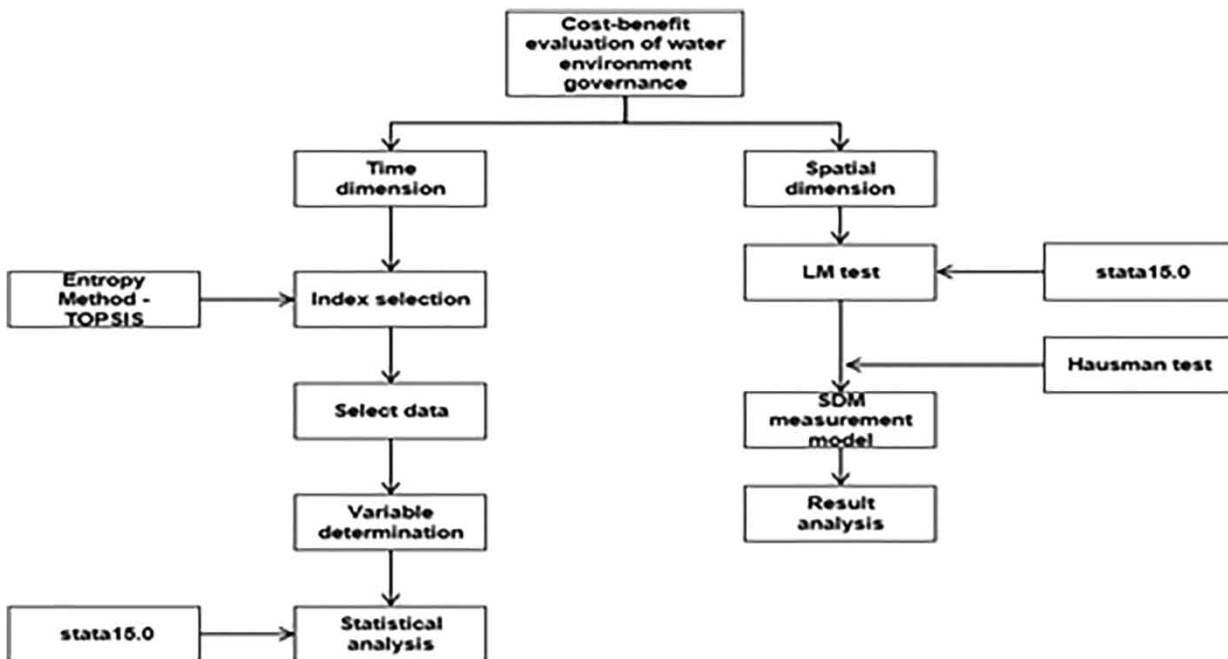 Cost-benefit
evaluation of water
environment
governance
Time
dimension
Spatial
dimension
Entropy
Method -
TOPSIS
Index selection
LM test
stata15.0
Hausman test
Select data
SDM
measurement
model
Variable
determination
Result
analysis
stata15.0
Statistical
analysis